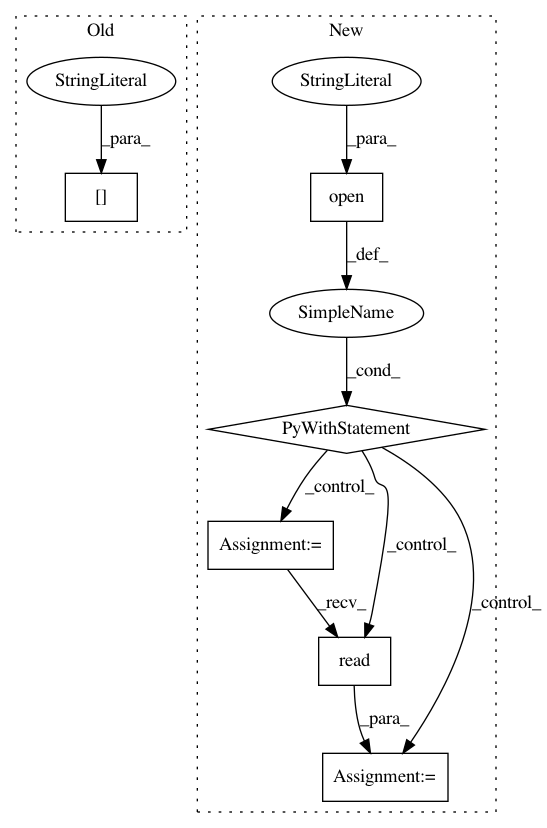 Old
New
StringLiteral
StringLiteral
_para_
_para_
[]
open
_def_
SimpleName
_cond_
PyWithStatement
_control_
Assignment:=
_control_
_recv_
_control_
read
_para_
Assignment:=